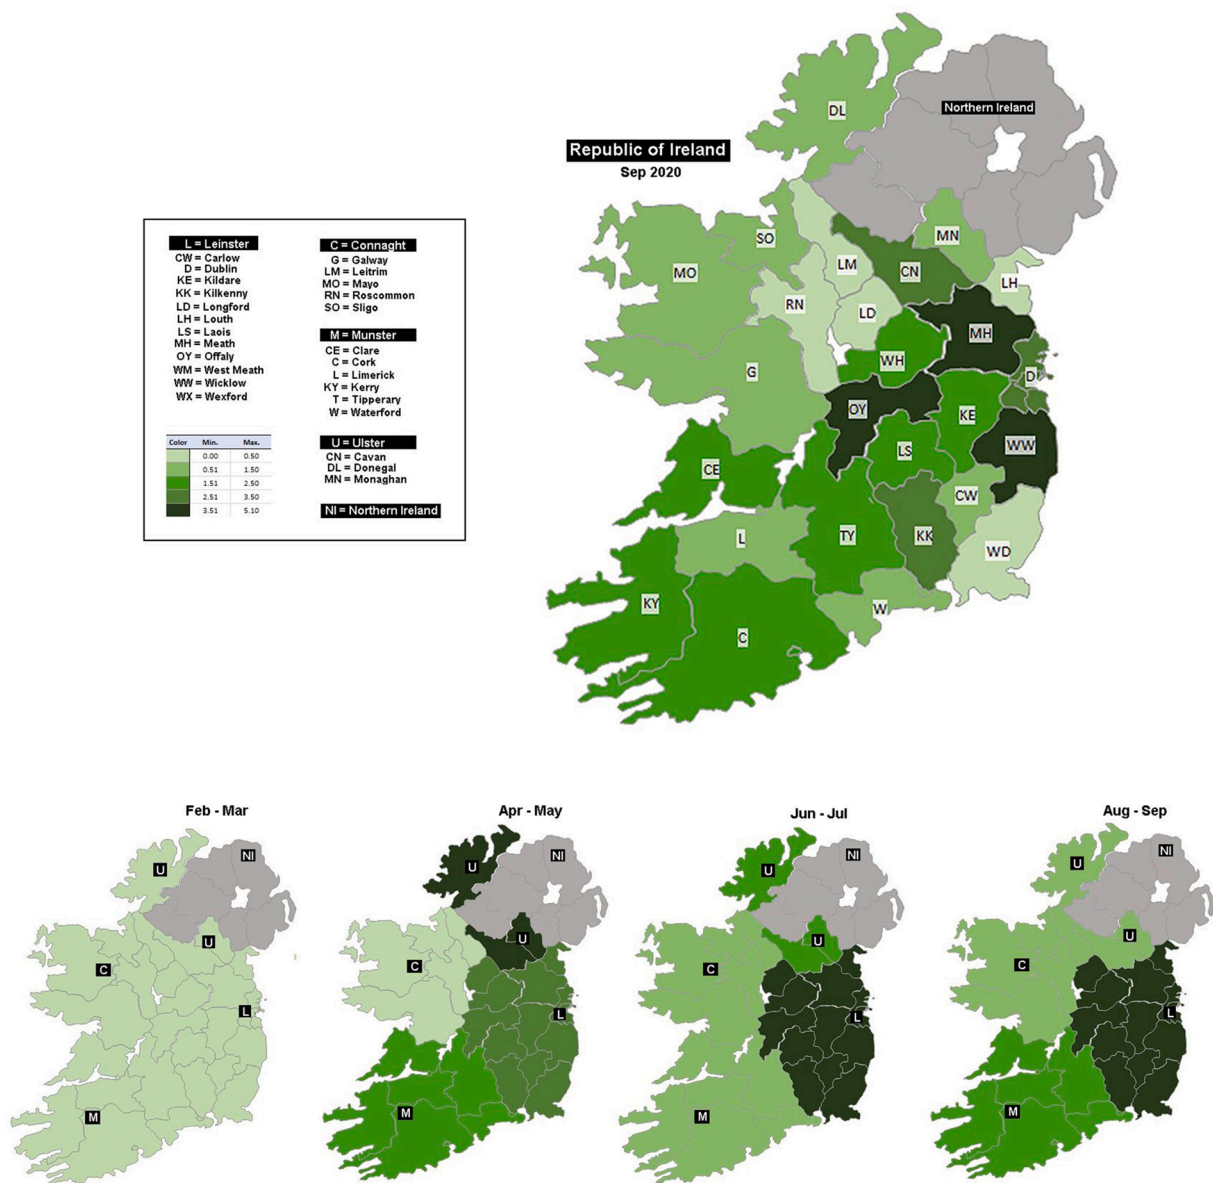 Republic of Ireland
Sep 2020
Northern Ireland
DL
MN
SO
LM
CN
LH
MO
RN
LD
MH
WH
G
D
OY
KE
LS
WW
CE
CW
L
TY
KK
WD
KY
W
C
L = Leinster
CW = Carlow
D = Dublin
KE = Kildare
KK = Kilkenny
LD = Longford
LH = Louth
LS = Laois
MH = Meath
OY = Offaly
WM = West Meath
WW = Wicklow
WX = Wexford
C = Connaght
G = Galway
LM = Leitrim
MO = Mayo
RN = Roscommon
SO = Sligo
M = Munster
CE = Clare
C = Cork
L = Limerick
KY = Kerry
T = Tipperary
W = Waterford
U = Ulster
CN = Cavan
DL = Donegal
MN = Monaghan
NI = Northern Ireland
Color Min. Max.
0.00 0.50
0.51 1.50
1.51 2.50
2.51 3.50
3.51 5.10
Feb - Mar
U
NI
U
C
L
M
Apr - May
U
NI
U
C
L
M
Jun - Jul
U
NI
U
C
L
M
Aug - Sep
U
NI
U
C
L
M